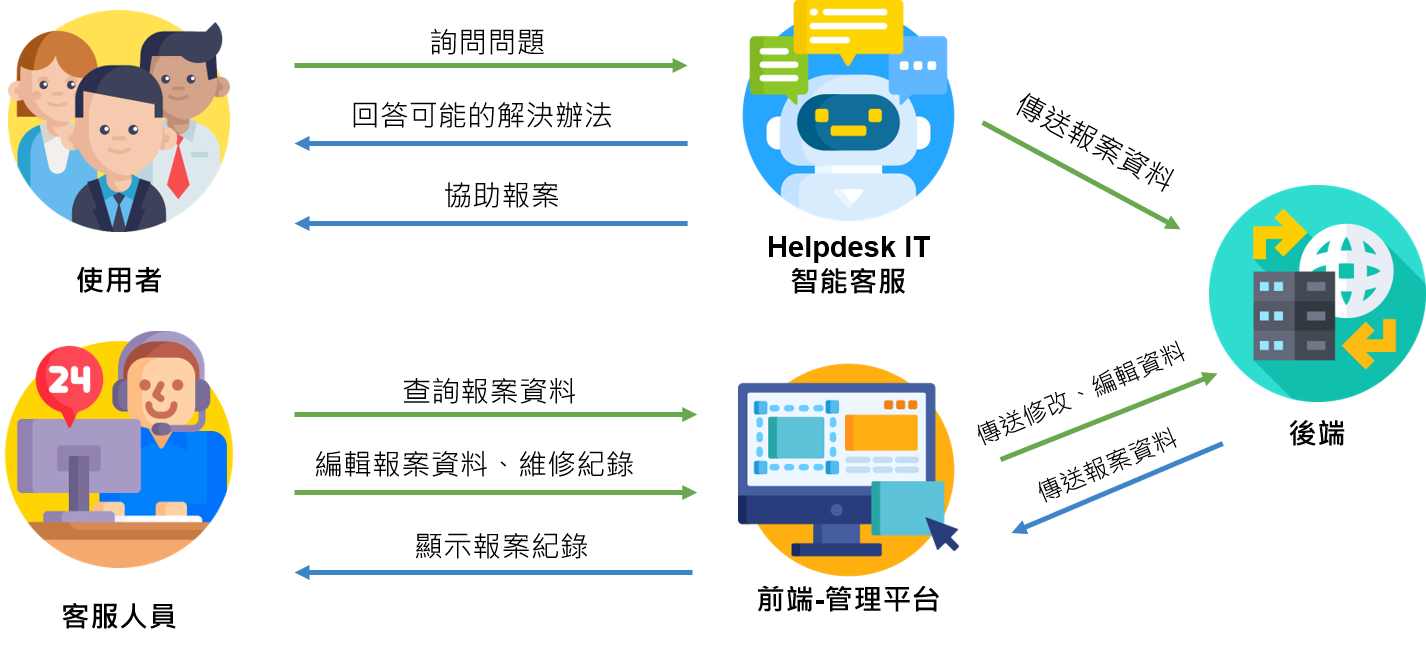 詢問問題
回答可能的解決辦法
協助報案
使用者
Helpdesk IT
智能客服
傳送報案資料
24
查詢報案資料
編輯報案資料、維修紀錄
顯示報案紀錄
客服人員
前端-管理平台
傳送修改、編輯資料
傳送報案資料
後端